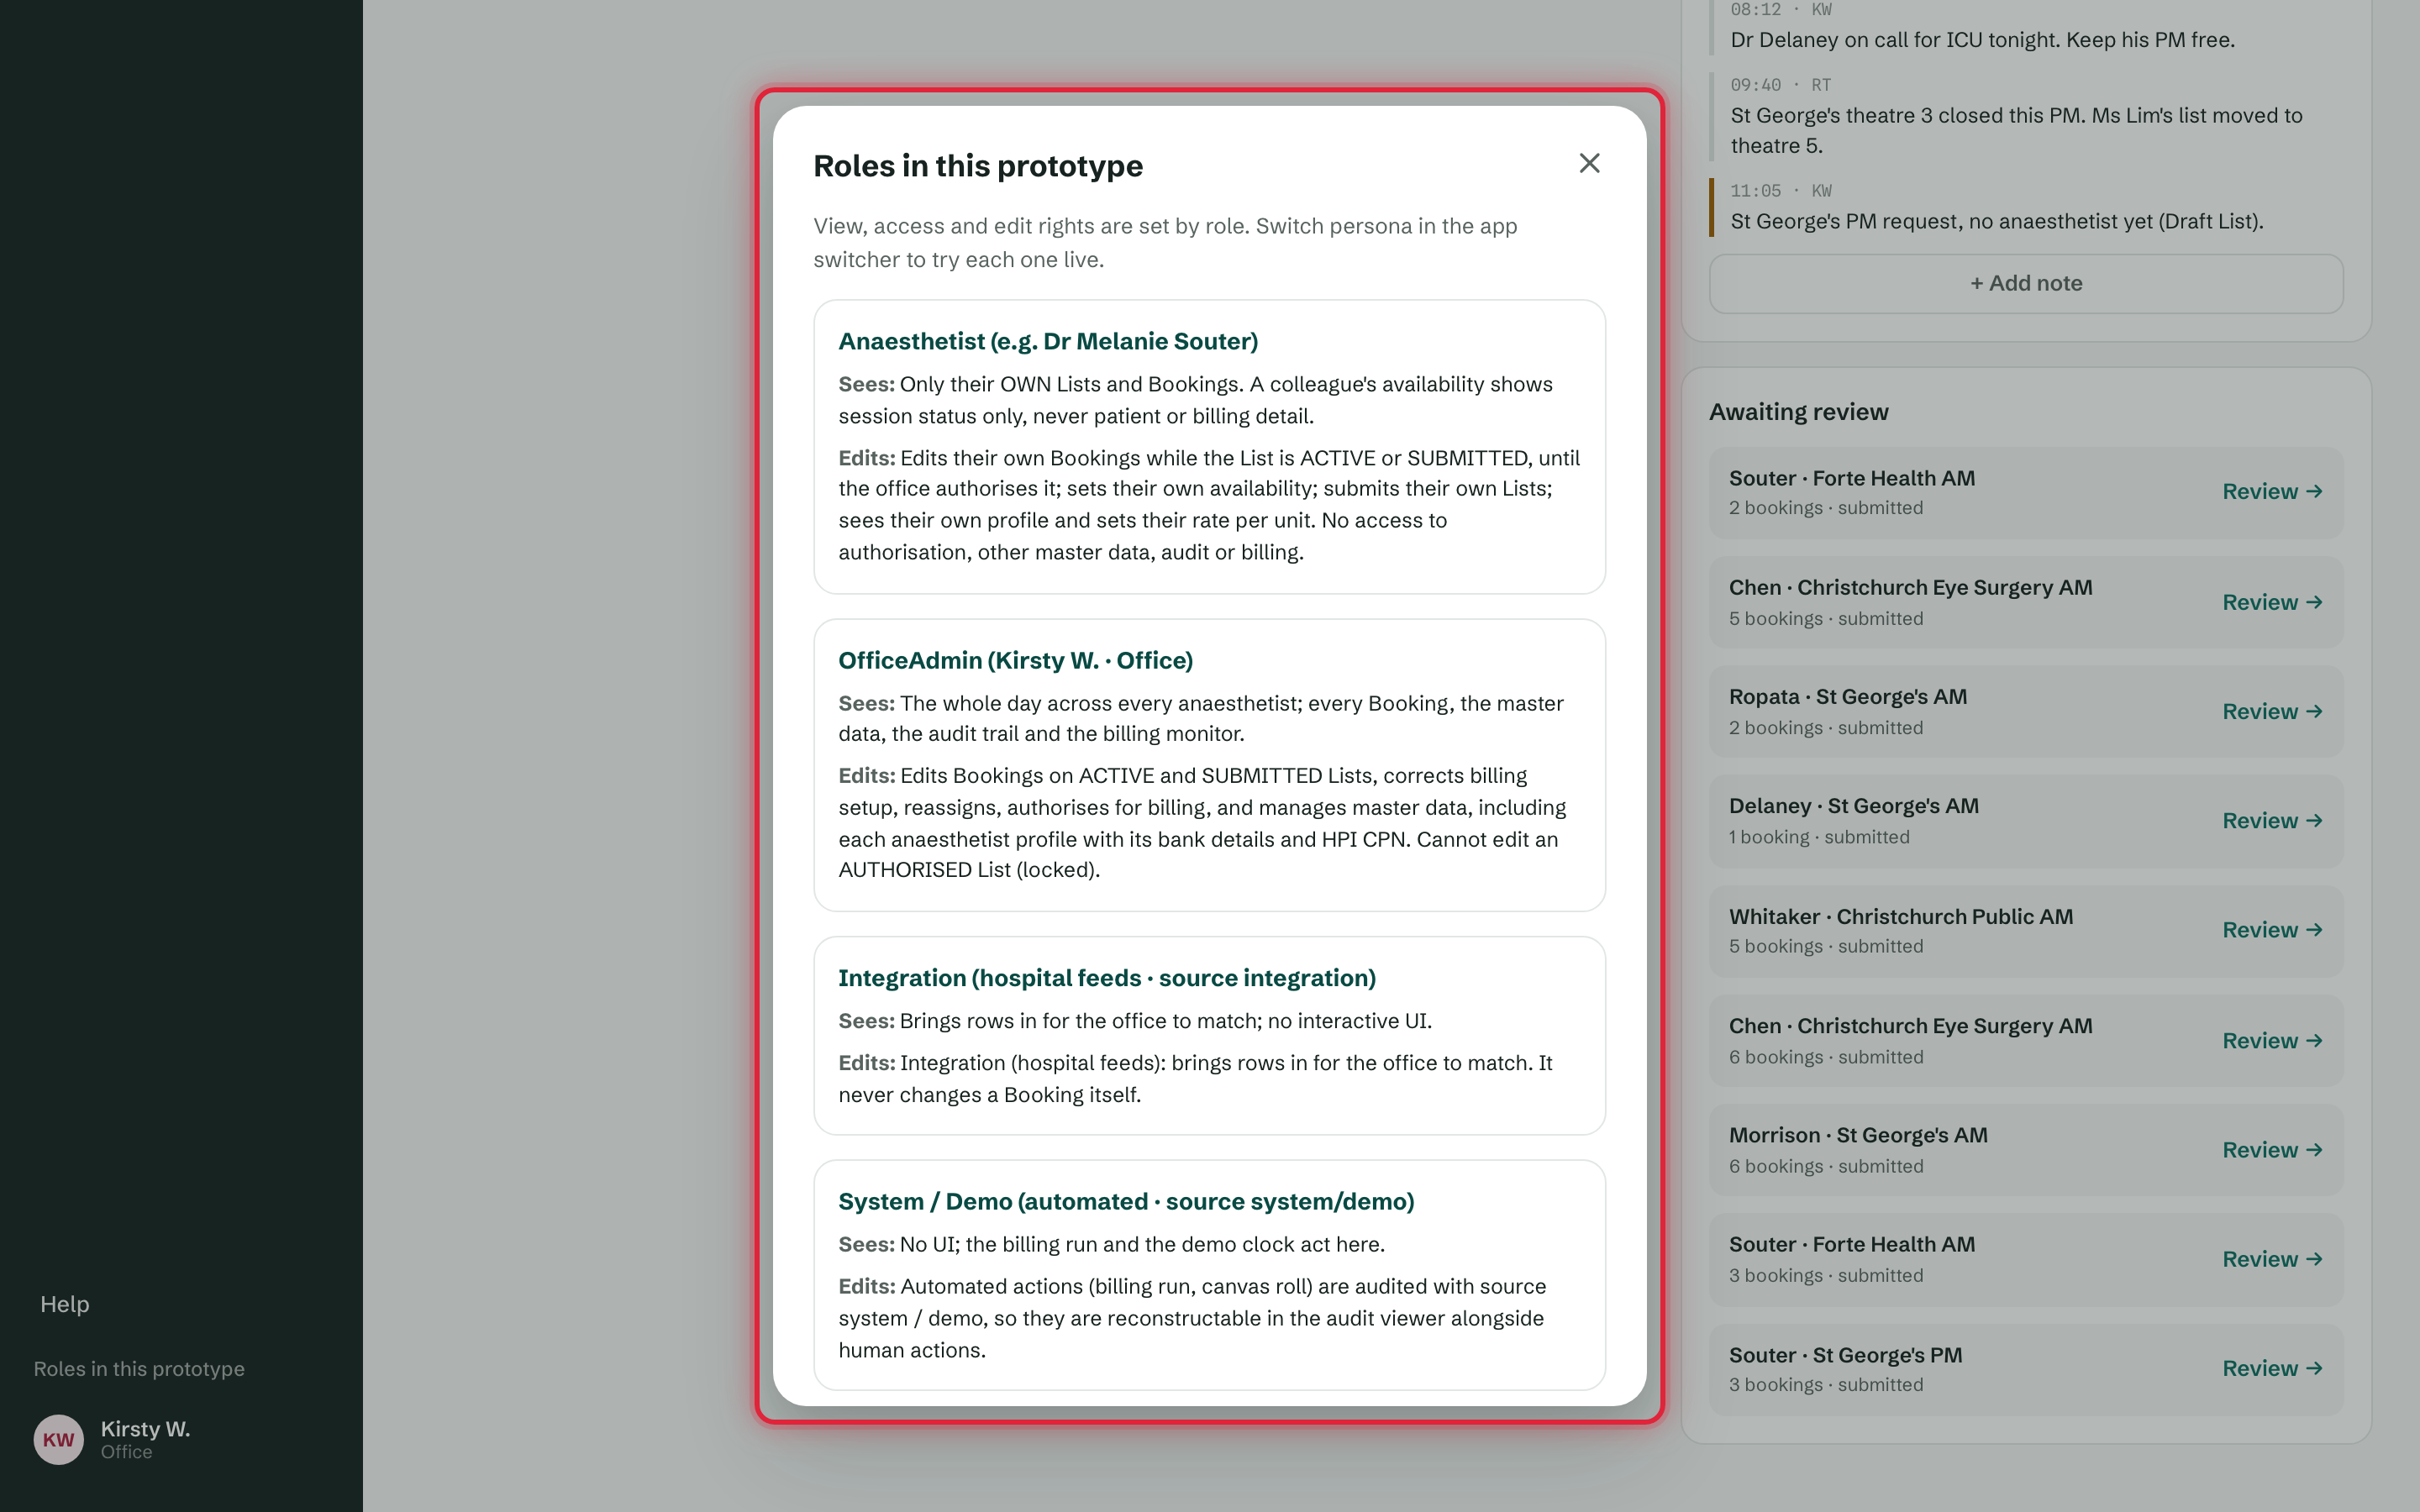 Help
Roles in this prototype
KW
Kirsty W.
Office
Roles in this prototype
View, access and edit rights are set by role. Switch persona in the app
switcher to try each one live.
Anaesthetist (e.g. Dr Melanie Souter)
Sees: Only their OWN Lists and Bookings. A colleague's availability shows
session status only, never patient or billing detail.
Edits: Edits their own Bookings while the List is ACTIVE or SUBMITTED, until
the office authorises it; sets their own availability; submits their own Lists;
sees their own profile and sets their rate per unit. No access to
authorisation, other master data, audit or billing.
OfficeAdmin (Kirsty W. · Office)
Sees: The whole day across every anaesthetist; every Booking, the master
data, the audit trail and the billing monitor.
Edits: Edits Bookings on ACTIVE and SUBMITTED Lists, corrects billing
setup, reassigns, authorises for billing, and manages master data, including
each anaesthetist profile with its bank details and HPI CPN. Cannot edit an
AUTHORISED List (locked).
Integration (hospital feeds · source integration)
Sees: Brings rows in for the office to match; no interactive UI.
Edits: Integration (hospital feeds): brings rows in for the office to match. It
never changes a Booking itself.
System / Demo (automated · source system/demo)
Sees: No UI; the billing run and the demo clock act here.
Edits: Automated actions (billing run, canvas roll) are audited with source
system / demo, so they are reconstructable in the audit viewer alongside
human actions.
08:12 · KW
Dr Delaney on call for ICU tonight. Keep his PM free.
09:40 · RT
St George's theatre 3 closed this PM. Ms Lim's list moved to
theatre 5.
11:05 · KW
St George's PM request, no anaesthetist yet (Draft List).
+ Add note
Awaiting review
Souter · Forte Health AM
2 bookings · submitted
Review →
Chen · Christchurch Eye Surgery AM
5 bookings · submitted
Review →
Ropata · St George's AM
2 bookings · submitted
Review →
Delaney · St George's AM
1 booking · submitted
Review →
Whitaker · Christchurch Public AM
5 bookings · submitted
Review →
Chen · Christchurch Eye Surgery AM
6 bookings · submitted
Review →
Morrison · St George's AM
6 bookings · submitted
Review →
Souter · Forte Health AM
3 bookings · submitted
Review →
Souter · St George's PM
3 bookings · submitted
Review →